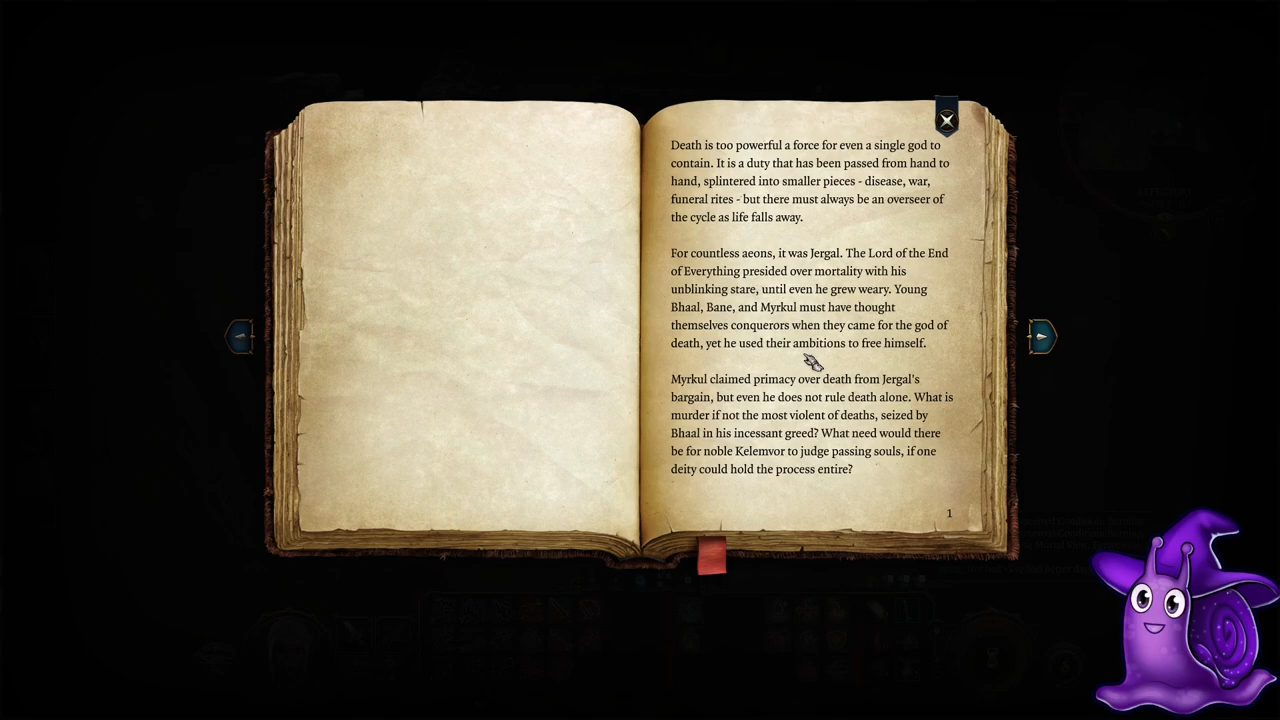 Death is too powerful a force for even a single god to
contain. It is a duty that has been passed from hand to
hand, splintered into smaller pieces - disease, war,
funeral rites - but there must always be an overseer of
the cycle as life falls away.
For countless aeons, it was Jergal. The Lord of the End
of Everything presided over mortality with his
unblinking stare, until even he grew weary. Young
Bhaal, Bane, and Myrkul must have thought
themselves conquerors when they came for the god of
death, yet he used their ambitions to free himself.
Myrkul claimed primacy over death from Jergal's
bargain, but even he does not rule death alone. What is
murder if not the most violent of deaths, seized by
Bhaal in his incessant greed? What need would there
be for noble Kelemvor to judge passing souls, if one
deity could hold the process entire?
1